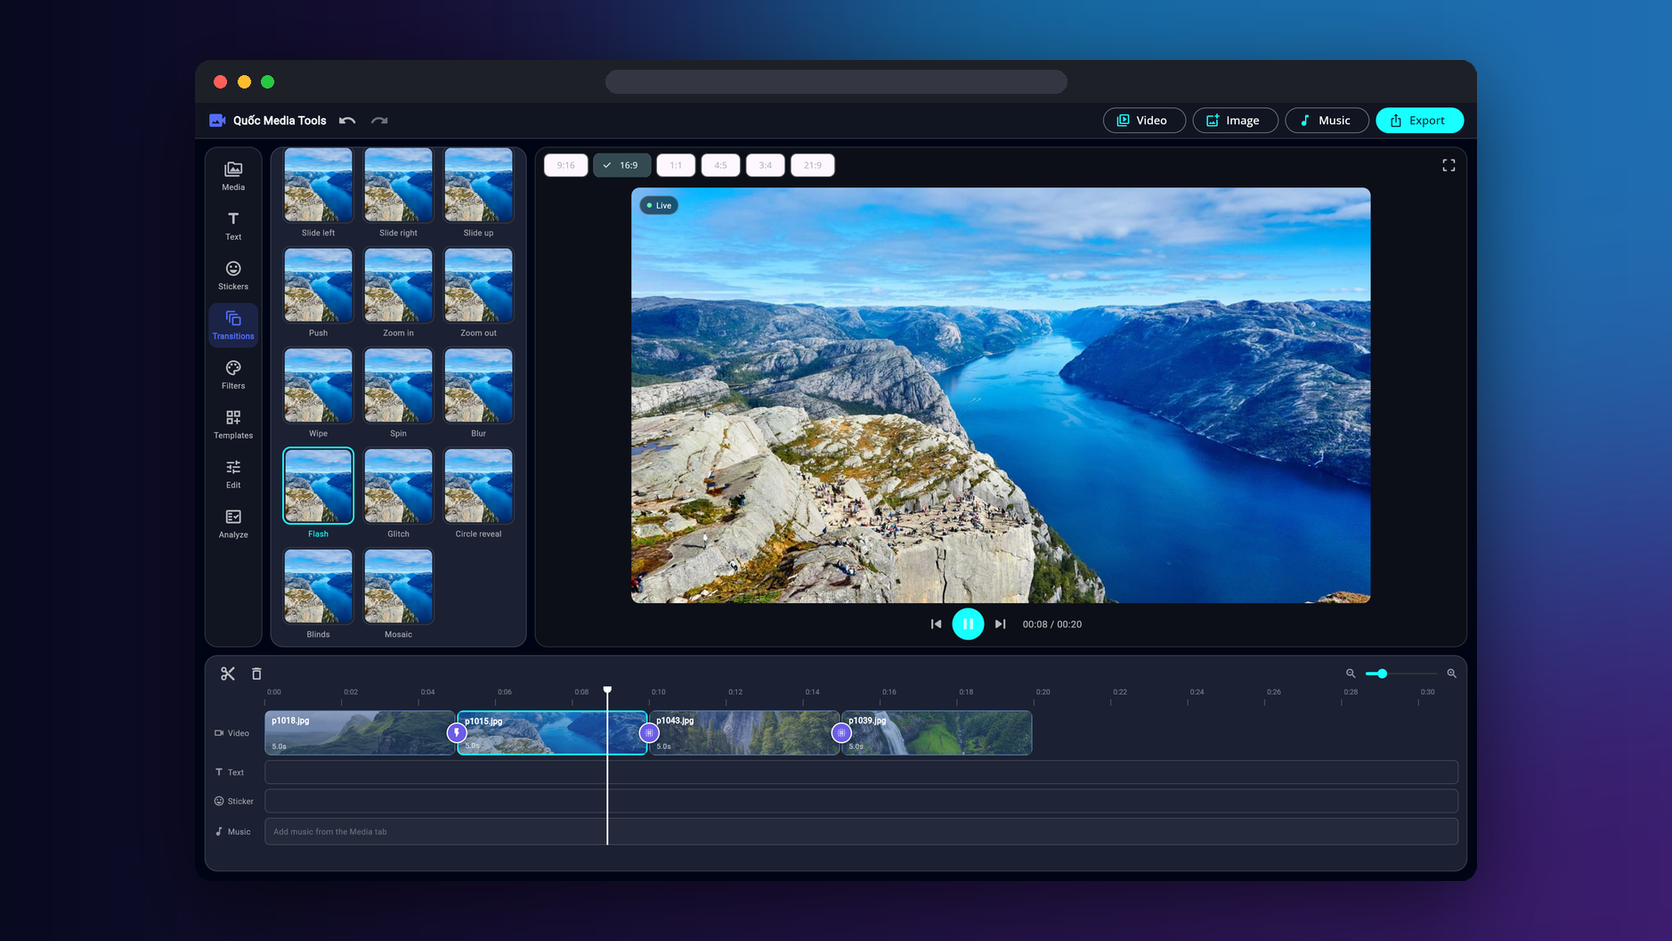 Quốc Media Tools
Video
Image
Music
Export
Media
Text
Stickers
Transitions
Filters
Templates
Edit
Analyze
Slide left
Slide right
Slide up
Push
Zoom in
Zoom out
Wipe
Spin
Blur
Flash
Glitch
Circle reveal
Blinds
Mosaic
9:16
16:9
1:1
4:5
3:4
21:9
Live
00:08 / 00:20
0:00
0:02
0:04
0:06
0:08
0:10
0:12
0:14
0:16
0:18
0:20
0:22
0:24
0:26
0:28
0:30
Video
p1018.jpg
5.0s
p1015.jpg
5.0s
p1043.jpg
5.0s
p1039.jpg
5.0s
Text
Sticker
Music
Add music from the Media tab